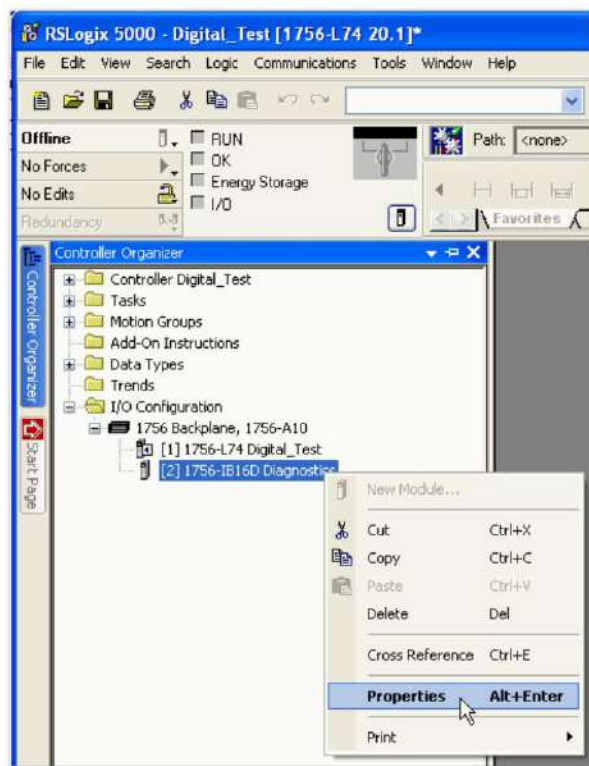 RSLogix 5000 - Digital_Test [1756-L74 20.1]*
File Edit View Search Logic Communications Tools Window Help
Offline
RUN
Path: <none>
No Forces
OK
No Edits
Energy Storage
Redundancy
I/O
Favorites
Controller Organizer
Start Page
Controller Organizer
Controller Digital_Test
Tasks
Motion Groups
Add-On Instructions
Data Types
Trends
I/O Configuration
1756 Backplane, 1756-A10
[1] 1756-L74 Digital_Test
[2] 1756-IB16D Diagnostics
New Module...
Cut Ctrl+X
Copy Ctrl+C
Paste Ctrl+V
Delete Del
Cross Reference Ctrl+E
Properties Alt+Enter
Print